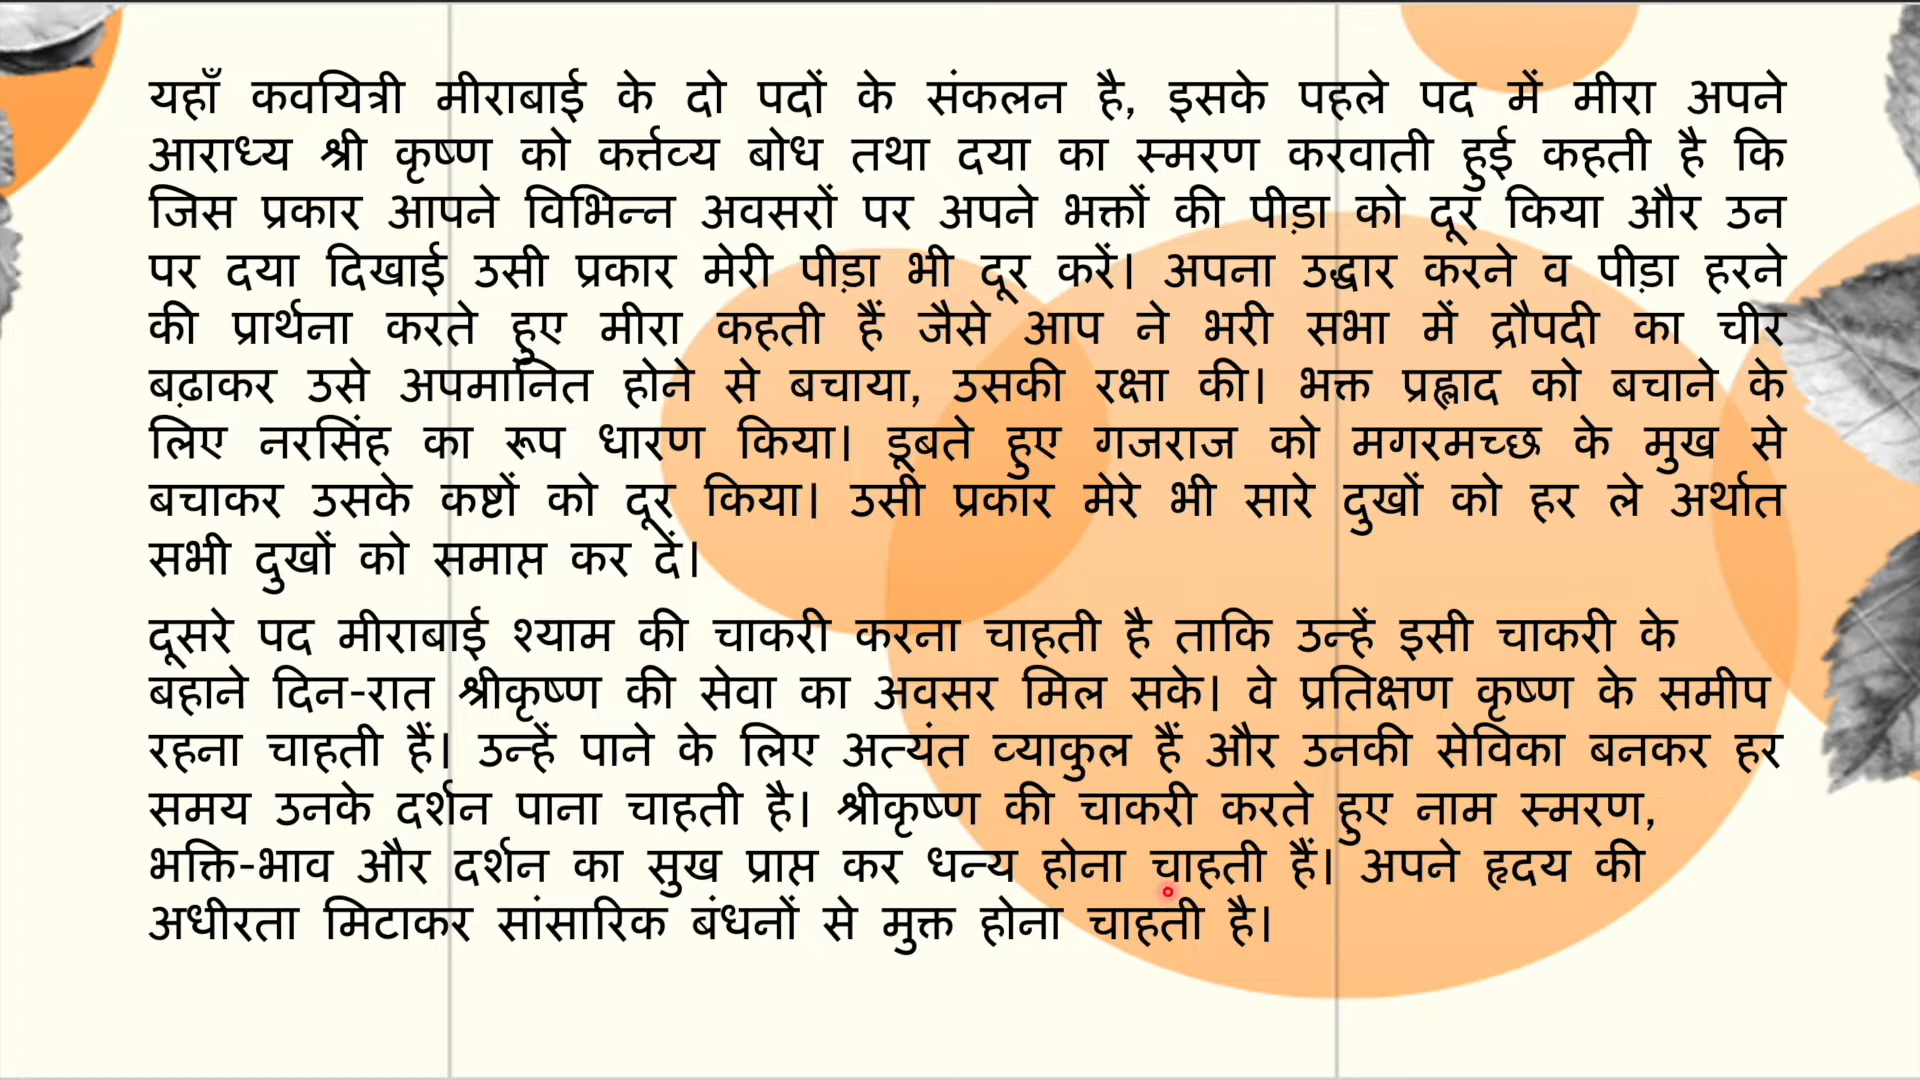 यहाँ कवयित्री मीराबाई के दो पदों के संकलन है, इसके पहले पद में मीरा अपने
आराध्य श्री कृष्ण को कर्त्तव्य बोध तथा दया का स्मरण करवाती हुई कहती है कि
जिस प्रकार आपने विभिन्न अवसरों पर अपने भक्तों की पीड़ा को दूर किया और उन
पर दया दिखाई उसी प्रकार मेरी पीड़ा भी दूर करें। अपना उद्धार करने व पीड़ा हरने
की प्रार्थना करते हुए मीरा कहती हैं जैसे आप ने भरी सभा में द्रौपदी का चीर
बढ़ाकर उसे अपमानित होने से बचाया, उसकी रक्षा की। भक्त प्रह्लाद को बचाने के
लिए नरसिंह का रूप धारण किया। डूबते हुए गजराज को मगरमच्छ के मुख से
बचाकर उसके कष्टों को दूर किया। उसी प्रकार मेरे भी सारे दुखों को हर ले अर्थात
सभी दुखों को समाप्त कर दें।
दूसरे पद मीराबाई श्याम की चाकरी करना चाहती है ताकि उन्हें इसी चाकरी के
बहाने दिन-रात श्रीकृष्ण की सेवा का अवसर मिल सके। वे प्रतिक्षण कृष्ण के समीप
रहना चाहती हैं। उन्हें पाने के लिए अत्यंत व्याकुल हैं और उनकी सेविका बनकर हर
समय उनके दर्शन पाना चाहती है। श्रीकृष्ण की चाकरी करते हुए नाम स्मरण,
भक्ति-भाव और दर्शन का सुख प्राप्त कर धन्य होना चाहती हैं। अपने हृदय की
अधीरता मिटाकर सांसारिक बंधनों से मुक्त होना चाहती है।